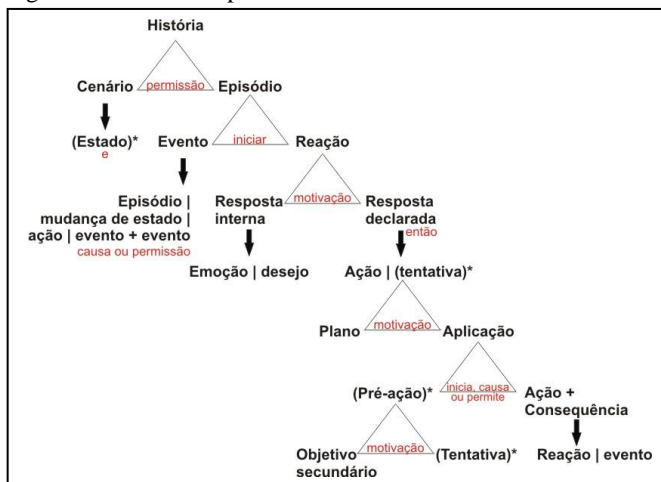 História
Cenário permissão Episódio
(Estado)* Evento iniciar Reação
e
Episódio | Resposta motivação Resposta
mudança de estado | interna declarada
ação | evento + evento então
causa ou permissão
Emoção | desejo Ação | (tentativa)*
Plano motivação Aplicação
(Pré-ação)* inicia, causa Ação +
ou permite Consequência
Objetivo motivação (Tentativa)* Reação | evento
secundário